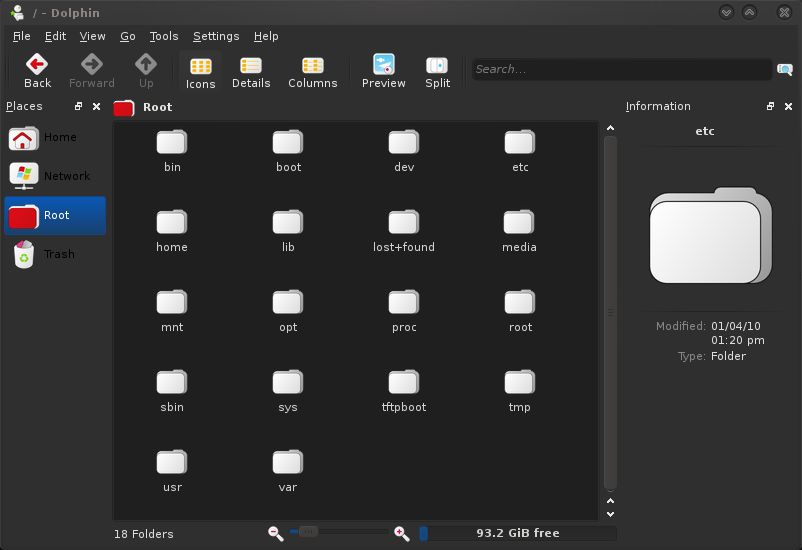 / - Dolphin
File Edit View Go Tools Settings Help
Back Forward Up Icons Details Columns Preview Split Search...
Places
Home
Network
Root
Trash
Root
bin boot dev etc
home lib lost+found media
mnt opt proc root
sbin sys tftpboot tmp
usr var
18 Folders
93.2 GiB free
Information
etc
Modified: 01/04/10
01:20 pm
Type: Folder